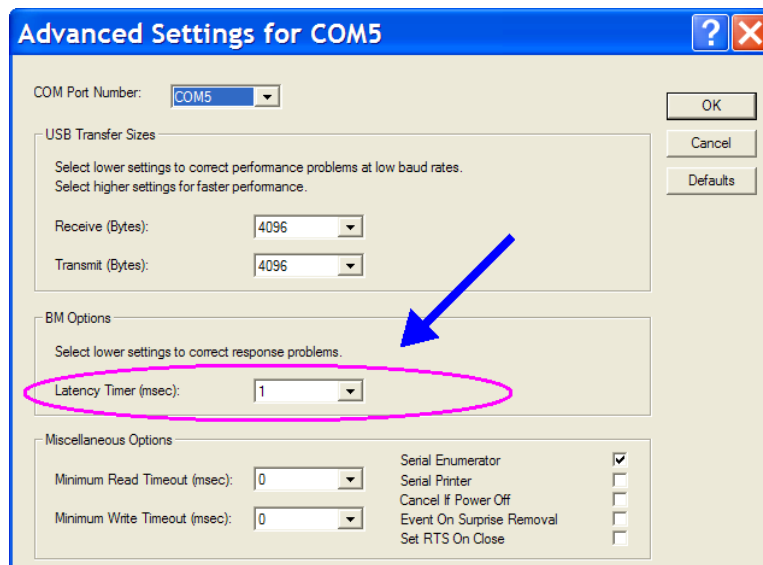 Advanced Settings for COM5
COM Port Number: COM5
OK
Cancel
Defaults
USB Transfer Sizes
Select lower settings to correct performance problems at low baud rates.
Select higher settings for faster performance.
Receive (Bytes): 4096
Transmit (Bytes): 4096
BM Options
Select lower settings to correct response problems.
Latency Timer (msec): 1
Miscellaneous Options
Minimum Read Timeout (msec): 0
Minimum Write Timeout (msec): 0
Serial Enumerator
Serial Printer
Cancel If Power Off
Event On Surprise Removal
Set RTS On Close